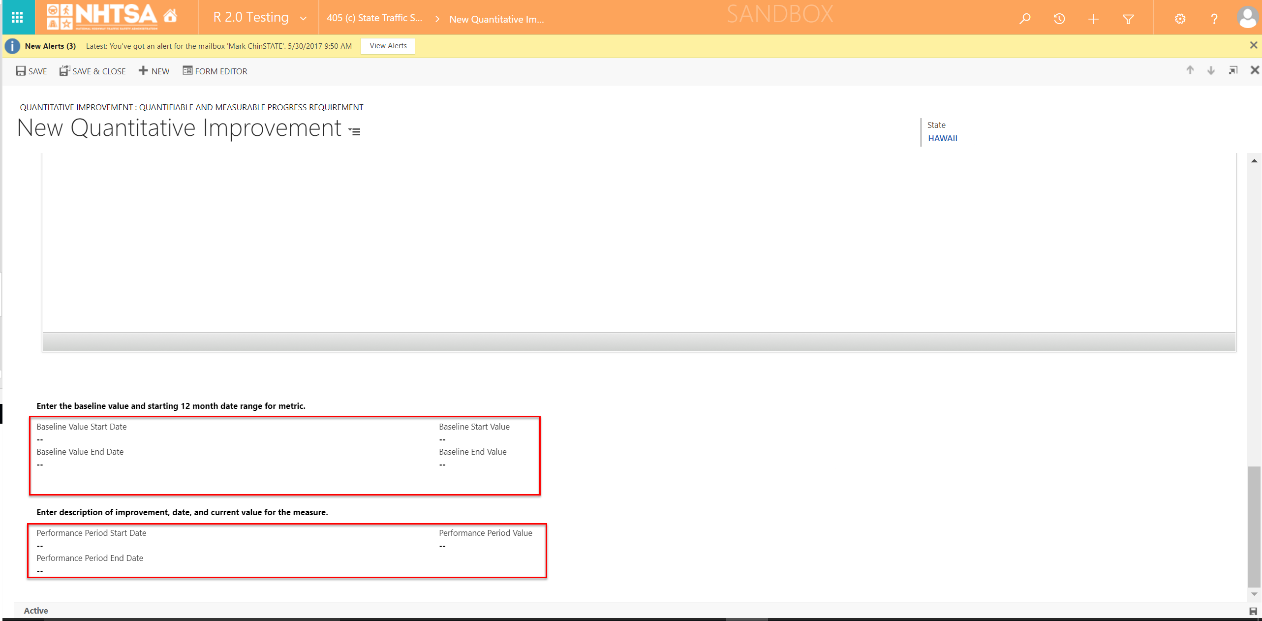 NHTSA
R 2.0 Testing
405 (c) State Traffic S...
New Quantitative Im...
SANDBOX
New Alerts (3) Latest: You've got an alert for the mailbox 'Mark ChinSTATE'. 5/30/2017 9:50 AM View Alerts
SAVE SAVE & CLOSE NEW FORM EDITOR
QUANTITATIVE IMPROVEMENT : QUANTIFIABLE AND MEASURABLE PROGRESS REQUIREMENT
New Quantitative Improvement
State
HAWAII
Enter the baseline value and starting 12 month date range for metric.
Baseline Value Start Date Baseline Start Value
-- --
Baseline Value End Date Baseline End Value
-- --
Enter description of improvement, date, and current value for the measure.
Performance Period Start Date Performance Period Value
-- --
Performance Period End Date
--
Active